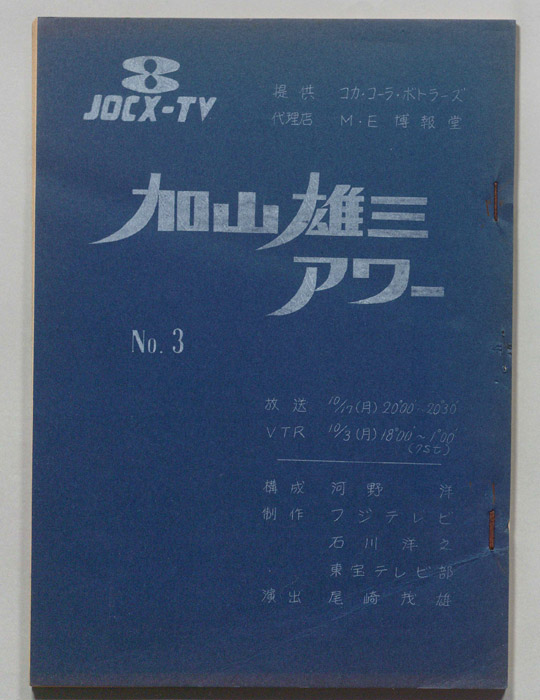 8
JOCX-TV
提供 コカ・コーラ・ボトラーズ
代理店 M・E 博報堂
加山雄三
アワー
No. 3
放送 10/17(月) 20°00'~20°30'
VTR 10/3(月) 18°00'~1°00'
(7ST)
構成 河野 洋
制作 フジテレビ
石川洋之
東宝テレビ部
演出 尾崎茂雄